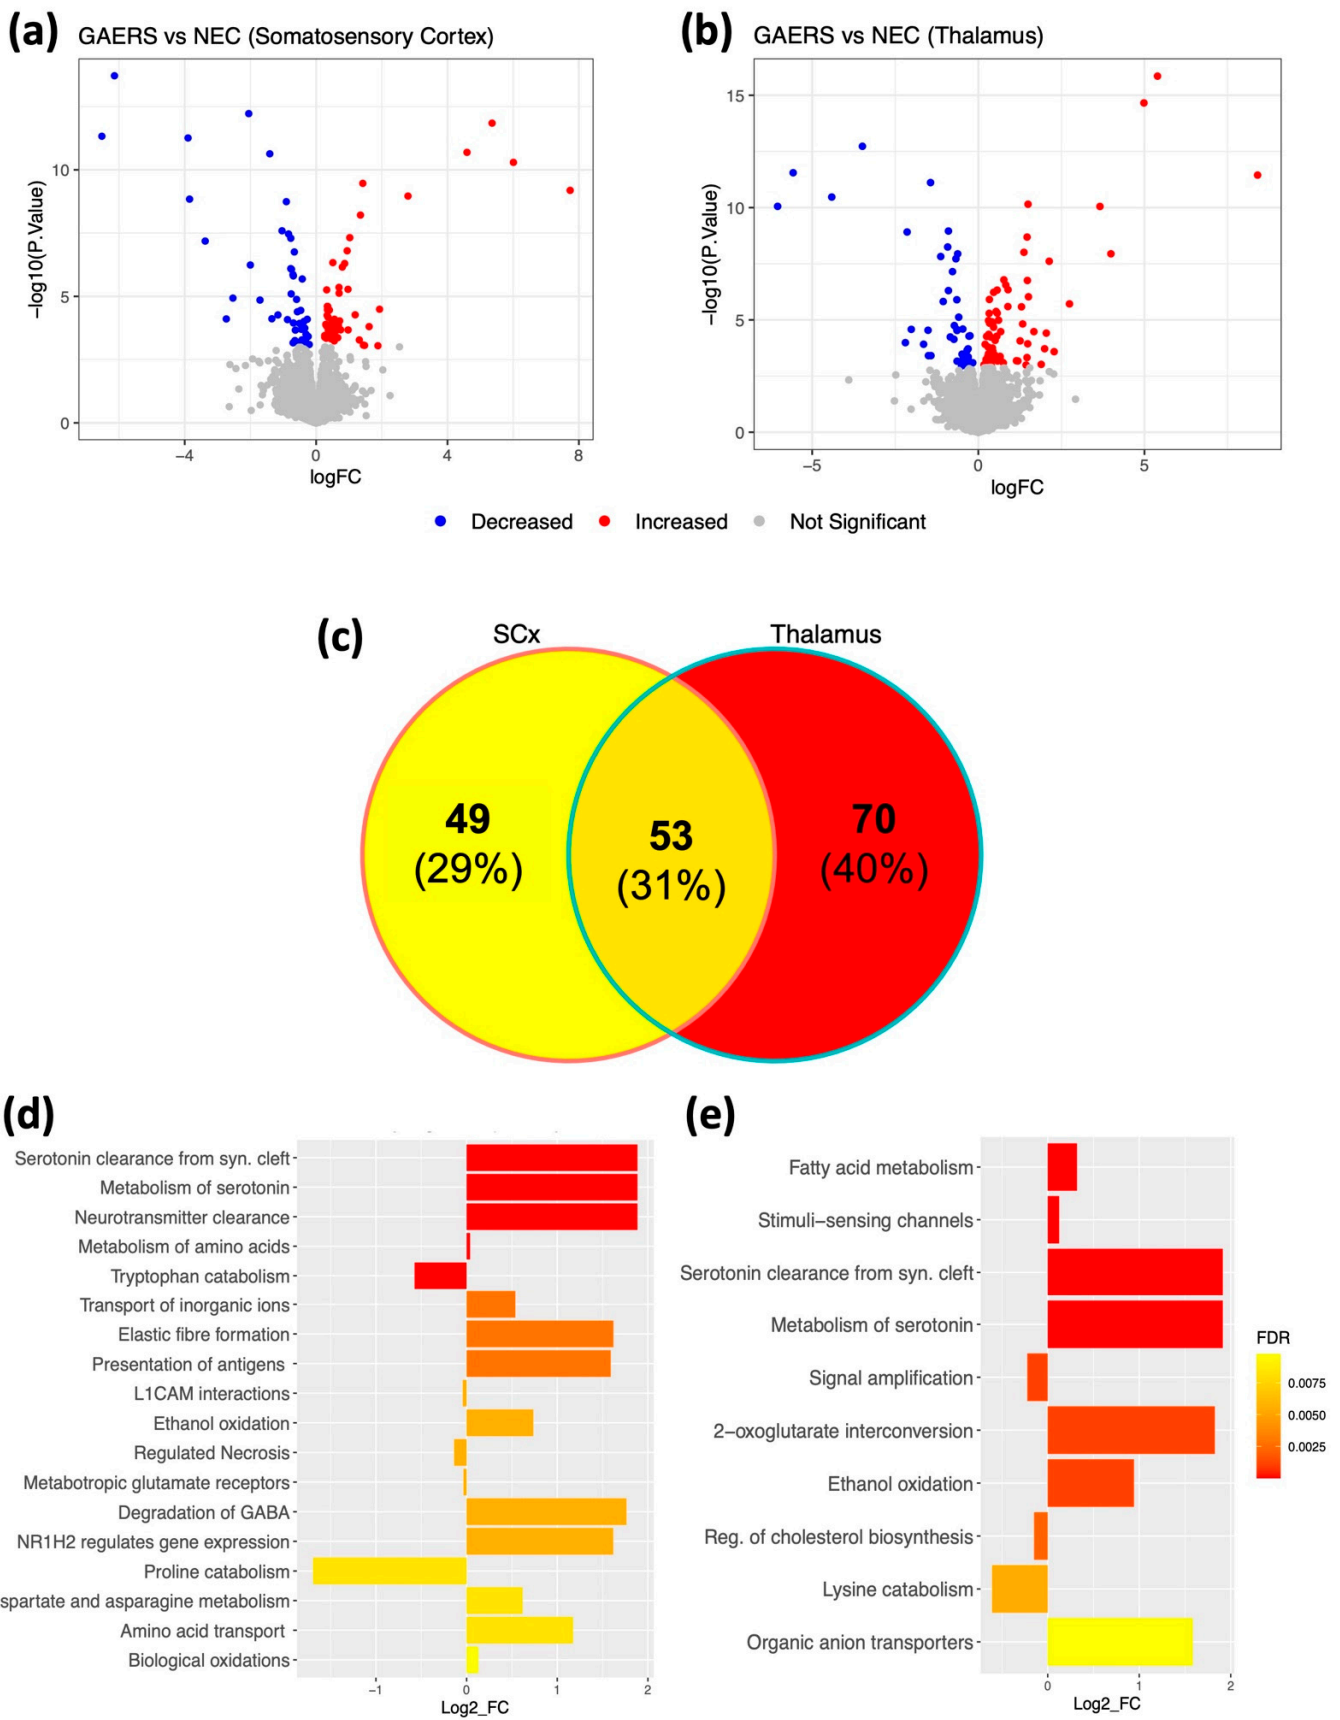 (a)
GAERS vs NEC (Somatosensory Cortex)
−log10(P.Value)
10
5
0
−4
0
4
8
logFC
(b)
GAERS vs NEC (Thalamus)
−log10(P.Value)
15
10
5
0
−5
0
5
logFC
Decreased
Increased
Not Significant
(c)
SCx
Thalamus
49
(29%)
53
(31%)
70
(40%)
(d)
Serotonin clearance from syn. cleft
Metabolism of serotonin
Neurotransmitter clearance
Metabolism of amino acids
Tryptophan catabolism
Transport of inorganic ions
Elastic fibre formation
Presentation of antigens
L1CAM interactions
Ethanol oxidation
Regulated Necrosis
Metabotropic glutamate receptors
Degradation of GABA
NR1H2 regulates gene expression
Proline catabolism
spartate and asparagine metabolism
Amino acid transport
Biological oxidations
−1
0
1
2
Log2_FC
(e)
Fatty acid metabolism
Stimuli−sensing channels
Serotonin clearance from syn. cleft
Metabolism of serotonin
Signal amplification
2−oxoglutarate interconversion
Ethanol oxidation
Reg. of cholesterol biosynthesis
Lysine catabolism
Organic anion transporters
0
1
2
Log2_FC
FDR
0.0075
0.0050
0.0025